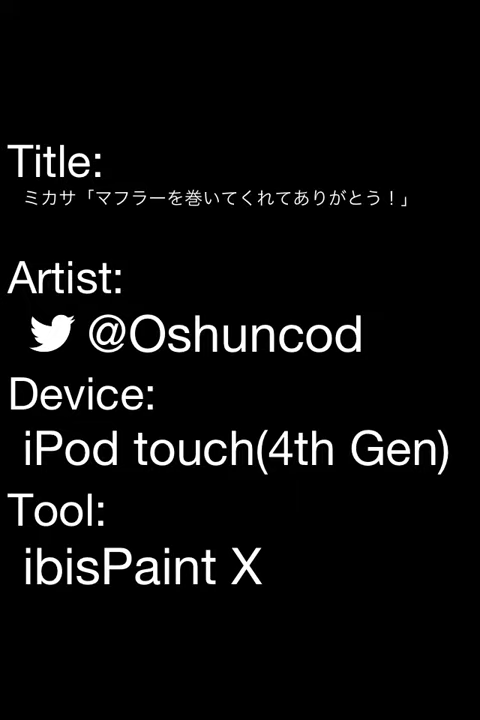 Title:
ミカサ「マフラーを巻いてくれてありがとう！」
Artist:
@Oshuncod
Device:
iPod touch(4th Gen)
Tool:
ibisPaint X